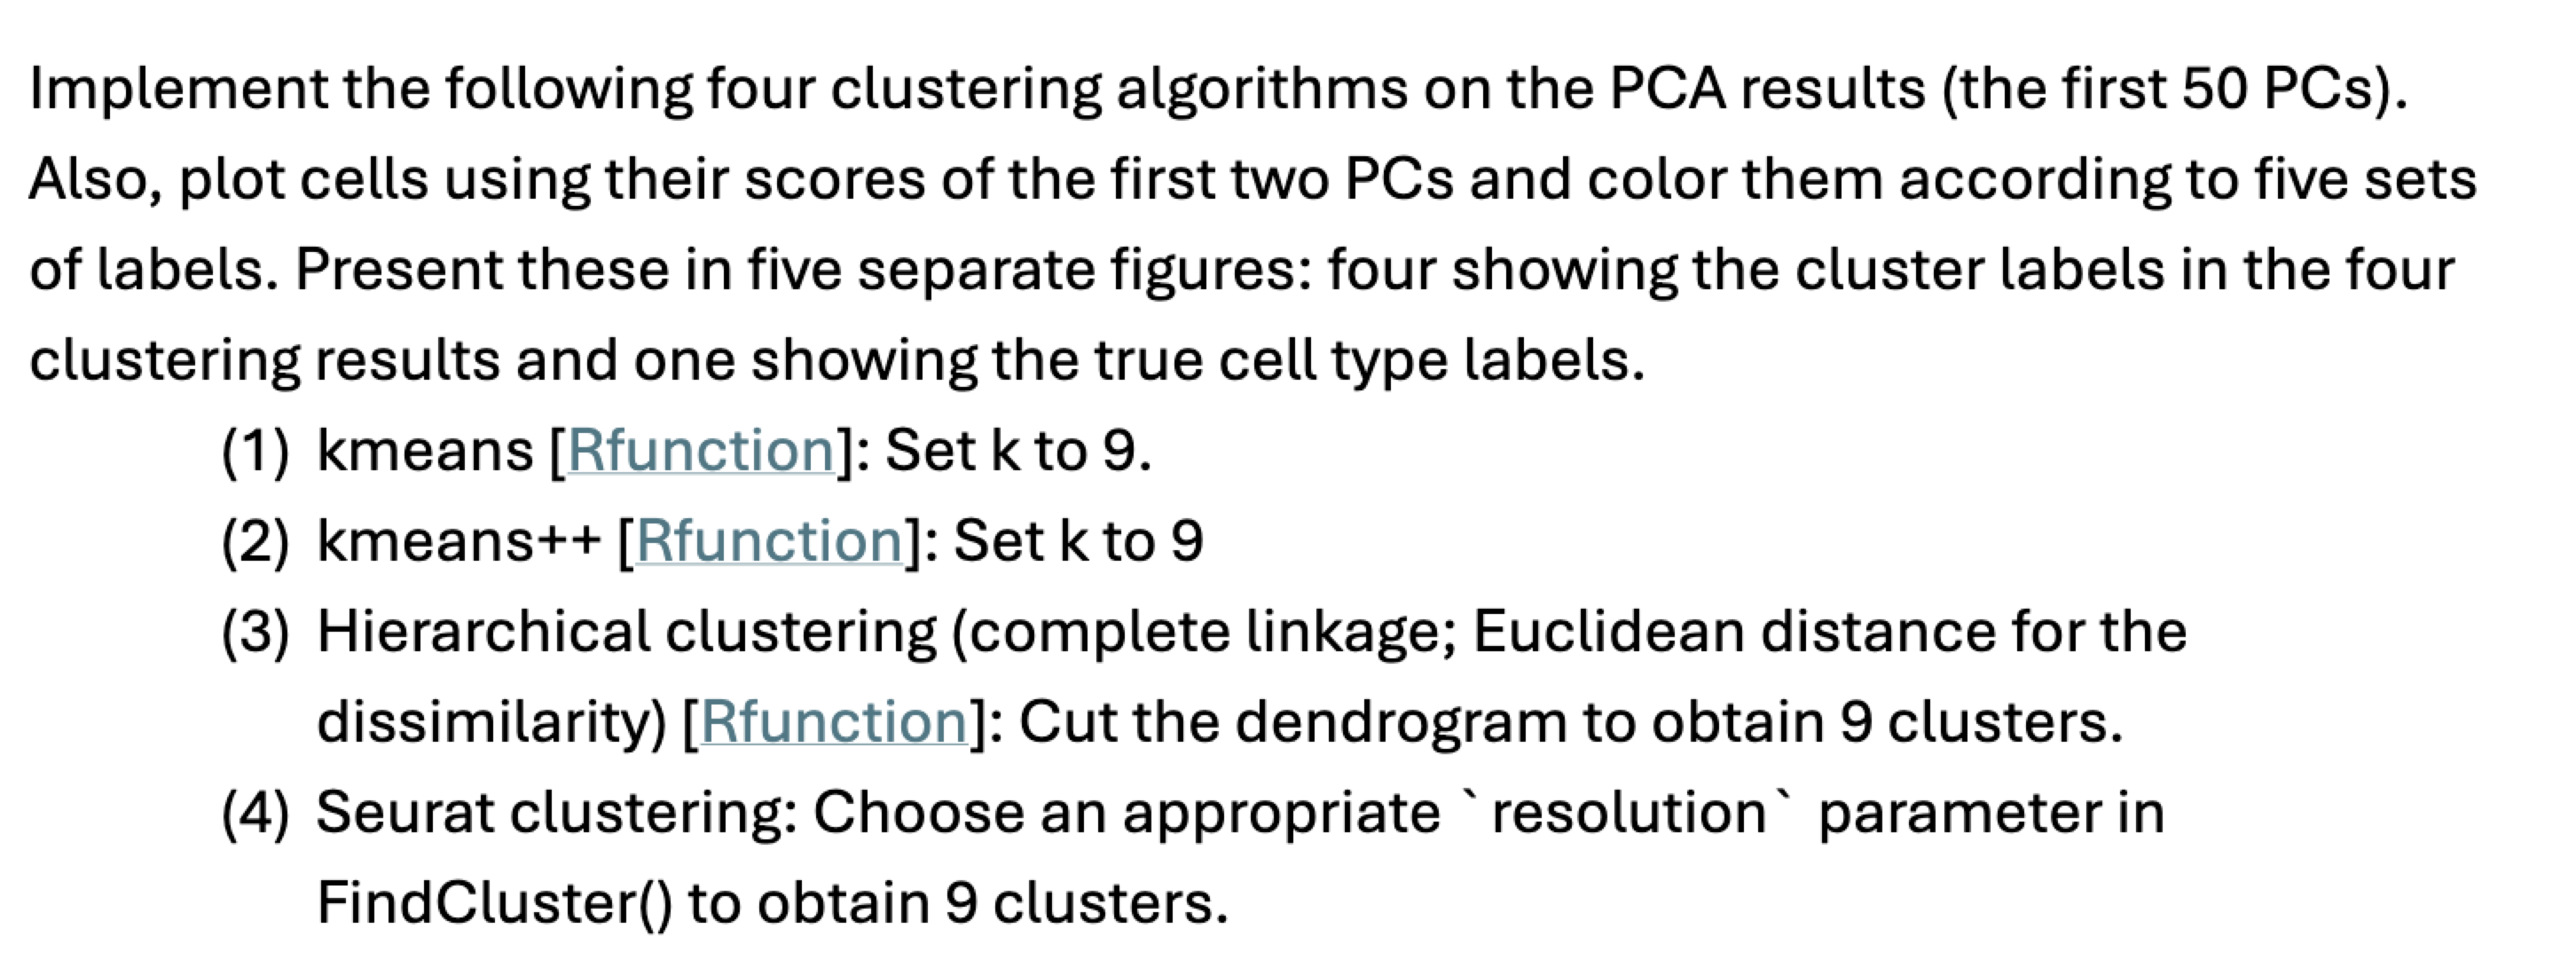 Implement the following four clustering algorithms on the PCA results (the first 50 PCs).
Also, plot cells using their scores of the first two PCs and color them according to five sets
of labels. Present these in five separate figures: four showing the cluster labels in the four
clustering results and one showing the true cell type labels.
(1) kmeans [Rfunction]: Set k to 9.
(2) kmeans++ [Rfunction]: Set k to 9
(3) Hierarchical clustering (complete linkage; Euclidean distance for the
dissimilarity) [Rfunction]: Cut the dendrogram to obtain 9 clusters.
(4) Seurat clustering: Choose an appropriate `resolution` parameter in
FindCluster() to obtain 9 clusters.